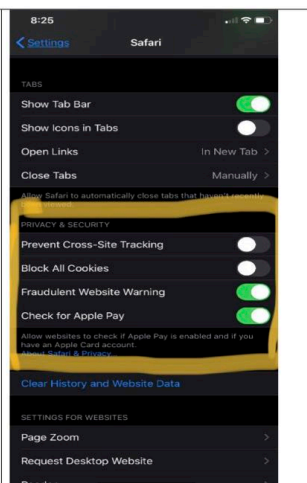 8:25
Settings Safari
TABS
Show Tab Bar
Show Icons in Tabs
Open Links In New Tab >
Close Tabs Manually >
Allow Safari to automatically close tabs that haven't recently
been viewed.
PRIVACY & SECURITY
Prevent Cross-Site Tracking
Block All Cookies
Fraudulent Website Warning
Check for Apple Pay
Allow websites to check if Apple Pay is enabled and if you
have an Apple Card account.
About Safari & Privacy...
Clear History and Website Data
SETTINGS FOR WEBSITES
Page Zoom >
Request Desktop Website >